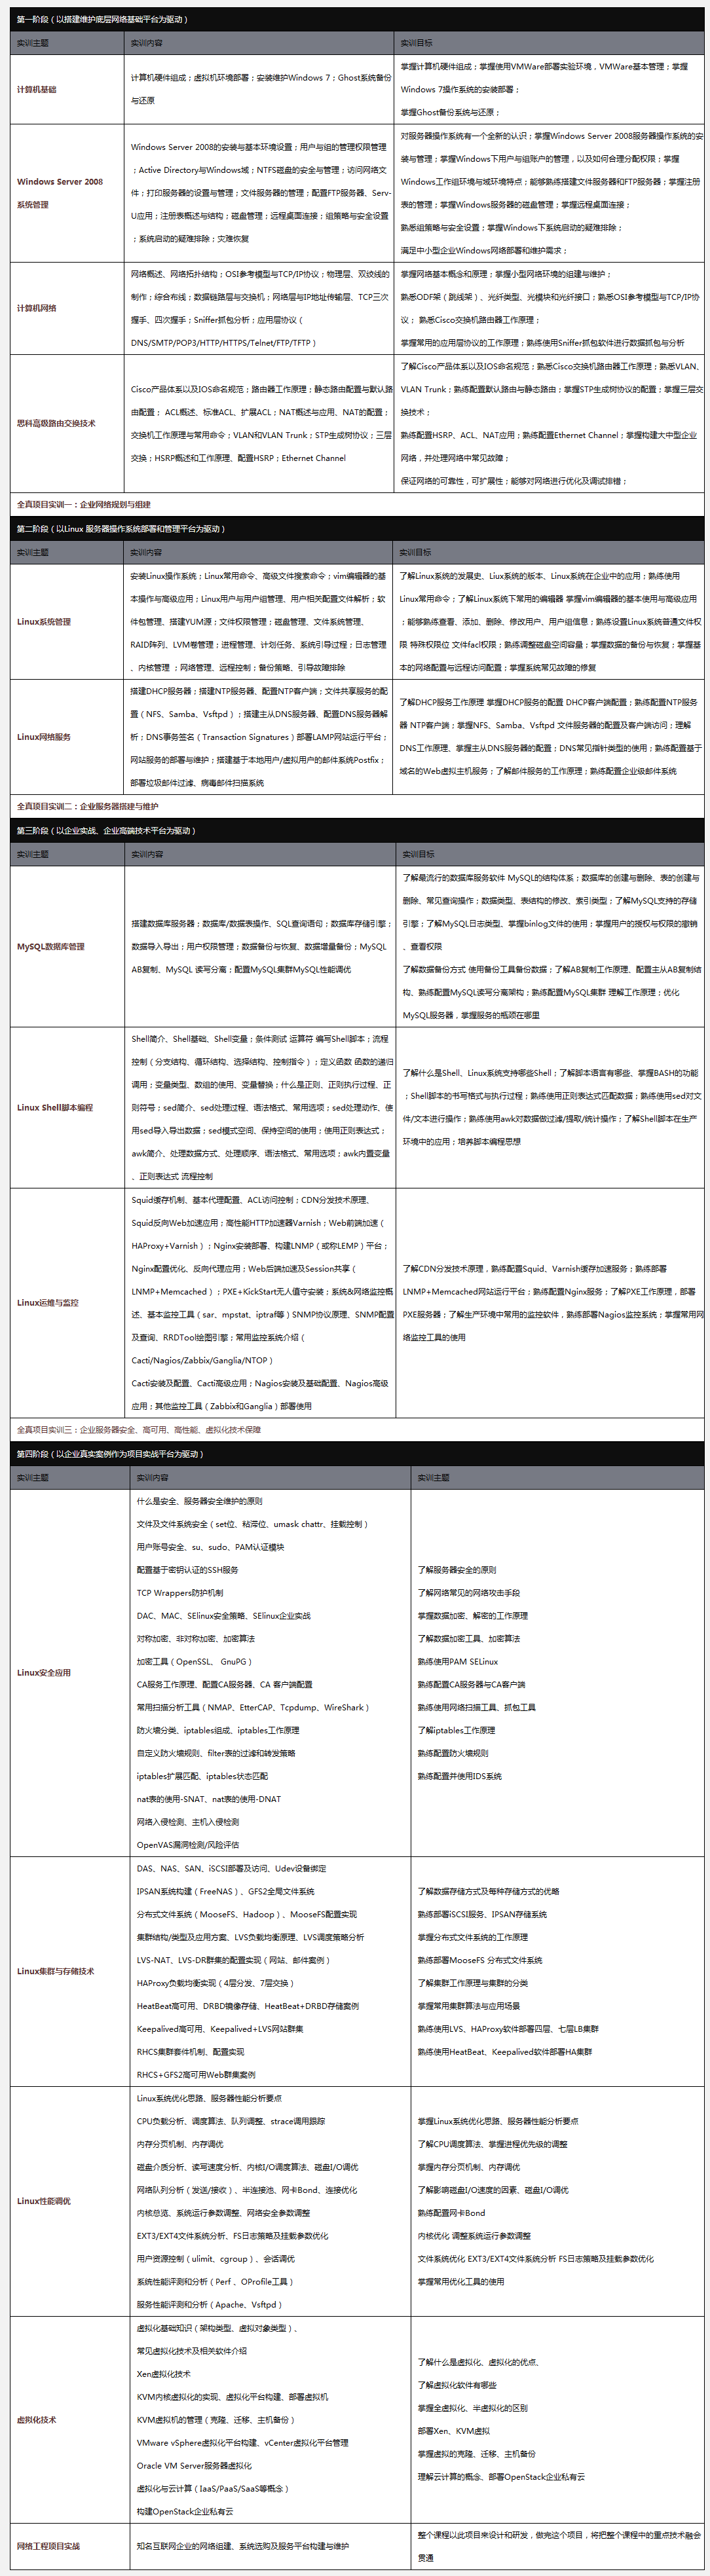 第一阶段（以搭建维护底层网络基础平台为驱动）
实训主题
实训内容
实训目标
计算机基础
计算机硬件组成；虚拟机环境部署；安装维护Windows 7；Ghost系统备份
与还原
掌握计算机硬件组成；掌握使用VMWare部署实验环境，VMWare基本管理；掌握
Windows 7操作系统的安装部署；
掌握Ghost备份系统与还原；
Windows Server 2008
系统管理
Windows Server 2008的安装与基本环境设置；用户与组的管理权限管理
；Active Directory与Windows域；NTFS磁盘的安全与管理；访问网络文
件；打印服务器的设置与管理；文件服务器的管理；配置FTP服务器、Serv-
U应用；注册表概述与结构；磁盘管理；远程桌面连接；组策略与安全设置
；系统启动的疑难排除；灾难恢复
对服务器操作系统有一个全新的认识；掌握Windows Server 2008服务器操作系统的安
装与管理；掌握Windows下用户与组账户的管理，以及如何合理分配权限；掌握
Windows工作组环境与域环境特点；能够熟练搭建文件服务器和FTP服务器；掌握注册
表的管理；掌握Windows服务器的磁盘管理；掌握远程桌面连接；
熟悉组策略与安全设置；掌握Windows下系统启动的疑难排除；
满足中小型企业Windows网络部署和维护需求；
计算机网络
网络概述、网络拓扑结构；OSI参考模型与TCP/IP协议；物理层、双绞线的
制作；综合布线；数据链路层与交换机；网络层与IP地址传输层、TCP三次
握手、四次握手；Sniffer抓包分析；应用层协议（
DNS/SMTP/POP3/HTTP/HTTPS/Telnet/FTP/TFTP）
掌握网络基本概念和原理；掌握小型网络环境的组建与维护；
熟悉ODF架（跳线架）、光纤类型、光模块和光纤接口；熟悉OSI参考模型与TCP/IP协
议； 熟悉Cisco交换机路由器工作原理；
掌握常用的应用层协议的工作原理；熟练使用Sniffer抓包软件进行数据抓包与分析
思科高级路由交换技术
Cisco产品体系以及IOS命名规范；路由器工作原理；静态路由配置与默认路
由配置； ACL概述、标准ACL、扩展ACL；NAT概述与应用、NAT的配置；
交换机工作原理与常用命令；VLAN和VLAN Trunk；STP生成树协议；三层
交换；HSRP概述和工作原理、配置HSRP；Ethernet Channel
了解Cisco产品体系以及IOS命名规范；熟悉Cisco交换机路由器工作原理；熟悉VLAN、
VLAN Trunk；熟练配置默认路由与静态路由；掌握STP生成树协议的配置；掌握三层交
换技术；
熟练配置HSRP、ACL、NAT应用；熟练配置Ethernet Channel；掌握构建大中型企业
网络，并处理网络中常见故障；
保证网络的可靠性，可扩展性；能够对网络进行优化及调试排错；
全真项目实训一：企业网络规划与组建
第二阶段（以Linux 服务器操作系统部署和管理平台为驱动）
实训主题
实训内容
实训目标
Linux系统管理
安装Linux操作系统；Linux常用命令、高级文件搜索命令；vim编辑器的基
本操作与高级应用；Linux用户与用户组管理、用户相关配置文件解析；软
件包管理、搭建YUM源；文件权限管理；磁盘管理、文件系统管理、
RAID阵列、LVM卷管理；进程管理、计划任务、系统引导过程；日志管理
、内核管理 ；网络管理、远程控制；备份策略、引导故障排除
了解Linux系统的发展史、Liux系统的版本、Linux系统在企业中的应用；熟练使用
Linux常用命令；了解Linux系统下常用的编辑器 掌握vim编辑器的基本使用与高级应用
；能够熟练查看、添加、删除、修改用户、用户组信息；熟练设置Linux系统普通文件权
限 特殊权限位 文件facl权限；熟练调整磁盘空间容量；掌握数据的备份与恢复；掌握基
本的网络配置与远程访问配置；掌握系统常见故障的修复
Linux网络服务
搭建DHCP服务器；搭建NTP服务器、配置NTP客户端；文件共享服务的配
置（NFS、Samba、Vsftpd）；搭建主从DNS服务器、配置DNS服务器解
析；DNS事务签名（Transaction Signatures）部署LAMP网站运行平台；
网站服务的部署与维护；搭建基于本地用户/虚拟用户的邮件系统Postfix；
部署垃圾邮件过滤、病毒邮件扫描系统
了解DHCP服务工作原理 掌握DHCP服务的配置 DHCP客户端配置；熟练配置NTP服务
器 NTP客户端；掌握NFS、Samba、Vsftpd 文件服务器的配置及客户端访问；理解
DNS工作原理、掌握主从DNS服务器的配置；DNS常见指针类型的使用；熟练配置基于
域名的Web虚拟主机服务；了解邮件服务的工作原理；熟练配置企业级邮件系统
全真项目实训二：企业服务器搭建与维护
第三阶段（以企业实战、企业高端技术平台为驱动）
实训主题
实训内容
实训目标
MySQL数据库管理
搭建数据库服务器；数据库/数据表操作、SQL查询语句；数据库存储引擎；
数据导入导出；用户权限管理；数据备份与恢复、数据增量备份；MySQL
AB复制、MySQL 读写分离；配置MySQL集群MySQL性能调优
了解最流行的数据库服务软件 MySQL的结构体系；数据库的创建与删除、表的创建与
删除、常见查询操作；数据类型、表结构的修改、索引类型；了解MySQL支持的存储
引擎；了解MySQL日志类型、掌握binlog文件的使用；掌握用户的授权与权限的撤销
、查看权限
了解数据备份方式 使用备份工具备份数据；了解AB复制工作原理、配置主从AB复制结
构、熟练配置MySQL读写分离架构；熟练配置MySQL集群 理解工作原理；优化
MySQL服务器，掌握服务的瓶颈在哪里
Linux Shell脚本编程
Shell简介、Shell基础、Shell变量；条件测试 运算符 编写Shell脚本；流程
控制（分支结构、循环结构、选择结构、控制指令）；定义函数 函数的递归
调用；变量类型、数组的使用、变量替换；什么是正则、正则执行过程、正
则符号；sed简介、sed处理过程、语法格式、常用选项；sed处理动作、使
用sed导入导出数据；sed模式空间、保持空间的使用；使用正则表达式；
awk简介、处理数据方式、处理顺序、语法格式、常用选项；awk内置变量
、正则表达式 流程控制
了解什么是Shell、Linux系统支持哪些Shell；了解脚本语言有哪些、掌握BASH的功能
；Shell脚本的书写格式与执行过程；熟练使用正则表达式匹配数据；熟练使用sed对文
件/文本进行操作；熟练使用awk对数据做过滤/提取/统计操作；了解Shell脚本在生产
环境中的应用；培养脚本编程思想
Linux运维与监控
Squid缓存机制、基本代理配置、ACL访问控制；CDN分发技术原理、
Squid反向Web加速应用；高性能HTTP加速器Varnish；Web前端加速（
HAProxy+Varnish）；Nginx安装部署、构建LNMP（或称LEMP）平台；
Nginx配置优化、反向代理应用；Web后端加速及Session共享（
LNMP+Memcached）；PXE+KickStart无人值守安装；系统&网络监控概
述、基本监控工具（sar、mpstat、iptraf等）SNMP协议原理、SNMP配置
及查询、RRDTool绘图引擎；常用监控系统介绍（
Cacti/Nagios/Zabbix/Ganglia/NTOP）
Cacti安装及配置、Cacti高级应用；Nagios安装及基础配置、Nagios高级
应用；其他监控工具（Zabbix和Ganglia）部署使用
了解CDN分发技术原理，熟练配置Squid、Varnish缓存加速服务；熟练部署
LNMP+Memcached网站运行平台；熟练配置Nginx服务；了解PXE工作原理，部署
PXE服务器；了解生产环境中常用的监控软件，熟练部署Nagios监控系统；掌握常用网
络监控工具的使用
全真项目实训三：企业服务器安全、高可用、高性能、虚拟化技术保障
第四阶段（以企业真实案例作为项目实战平台为驱动）
实训主题
实训内容
实训主题
Linux安全应用
什么是安全、服务器安全维护的原则
文件及文件系统安全（set位、粘滞位、umask chattr、挂载控制）
用户账号安全、su、sudo、PAM认证模块
配置基于密钥认证的SSH服务
TCP Wrappers防护机制
DAC、MAC、SElinux安全策略、SElinux企业实战
对称加密、非对称加密、加密算法
加密工具（OpenSSL、 GnuPG）
CA服务工作原理、配置CA服务器、CA 客户端配置
常用扫描分析工具（NMAP、EtterCAP、Tcpdump、WireShark）
防火墙分类、iptables组成、iptables工作原理
自定义防火墙规则、filter表的过滤和转发策略
iptables扩展匹配、iptables状态匹配
nat表的使用-SNAT、nat表的使用-DNAT
网络入侵检测、主机入侵检测
OpenVAS漏洞检测/风险评估
了解服务器安全的原则
了解网络常见的网络攻击手段
掌握数据加密、解密的工作原理
了解数据加密工具、加密算法
熟练使用PAM SELinux
熟练配置CA服务器与CA客户端
熟练使用网络扫描工具、抓包工具
了解iptables工作原理
熟练配置防火墙规则
熟练配置并使用IDS系统
Linux集群与存储技术
DAS、NAS、SAN、iSCSI部署及访问、Udev设备绑定
IPSAN系统构建（FreeNAS）、GFS2全局文件系统
分布式文件系统（MooseFS、Hadoop）、MooseFS配置实现
集群结构/类型及应用方案、LVS负载均衡原理、LVS调度策略分析
LVS-NAT、LVS-DR群集的配置实现（网站、邮件案例）
HAProxy负载均衡实现（4层分发、7层交换）
HeatBeat高可用、DRBD镜像存储、HeatBeat+DRBD存储案例
Keepalived高可用、Keepalived+LVS网站群集
RHCS集群套件机制、配置实现
RHCS+GFS2高可用Web群集案例
了解数据存储方式及每种存储方式的优略
熟练部署iSCSI服务、IPSAN存储系统
掌握分布式文件系统的工作原理
熟练部署MooseFS 分布式文件系统
了解集群工作原理与集群的分类
掌握常用集群算法与应用场景
熟练使用LVS、HAProxy软件部署四层、七层LB集群
熟练使用HeatBeat、Keepalived软件部署HA集群
Linux性能调优
Linux系统优化思路、服务器性能分析要点
CPU负载分析、调度算法、队列调整、strace调用跟踪
内存分页机制、内存调优
磁盘介质分析、读写速度分析、内核I/O调度算法、磁盘I/O调优
网络队列分析（发送/接收）、半连接池、网卡Bond、连接优化
内核总览、系统运行参数调整、网络安全参数调整
EXT3/EXT4文件系统分析、FS日志策略及挂载参数优化
用户资源控制（ulimit、cgroup）、会话调优
系统性能评测和分析（Perf 、OProfile工具）
服务性能评测和分析（Apache、Vsftpd）
掌握Linux系统优化思路、服务器性能分析要点
了解CPU调度算法、掌握进程优先级的调整
掌握内存分页机制、内存调优
了解影响磁盘I/O速度的因素、磁盘I/O调优
熟练配置网卡Bond
内核优化 调整系统运行参数调整
文件系统优化 EXT3/EXT4文件系统分析 FS日志策略及挂载参数优化
掌握常用优化工具的使用
虚拟化技术
虚拟化基础知识（架构类型、虚拟对象类型）、
常见虚拟化技术及相关软件介绍
Xen虚拟化技术
KVM内核虚拟化的实现、虚拟化平台构建、部署虚拟机
KVM虚拟机的管理（克隆、迁移、主机备份）
VMware vSphere虚拟化平台构建、vCenter虚拟化平台管理
Oracle VM Server服务器虚拟化
虚拟化与云计算（IaaS/PaaS/SaaS等概念）
构建OpenStack企业私有云
了解什么是虚拟化、虚拟化的优点、
了解虚拟化软件有哪些
掌握全虚拟化、半虚拟化的区别
部署Xen、KVM虚拟
掌握虚拟的克隆、迁移、主机备份
理解云计算的概念、部署OpenStack企业私有云
网络工程项目实战
知名互联网企业的网络组建、系统选购及服务平台构建与维护
整个课程以此项目来设计和研发，做完这个项目，将把整个课程中的重点技术融会
贯通